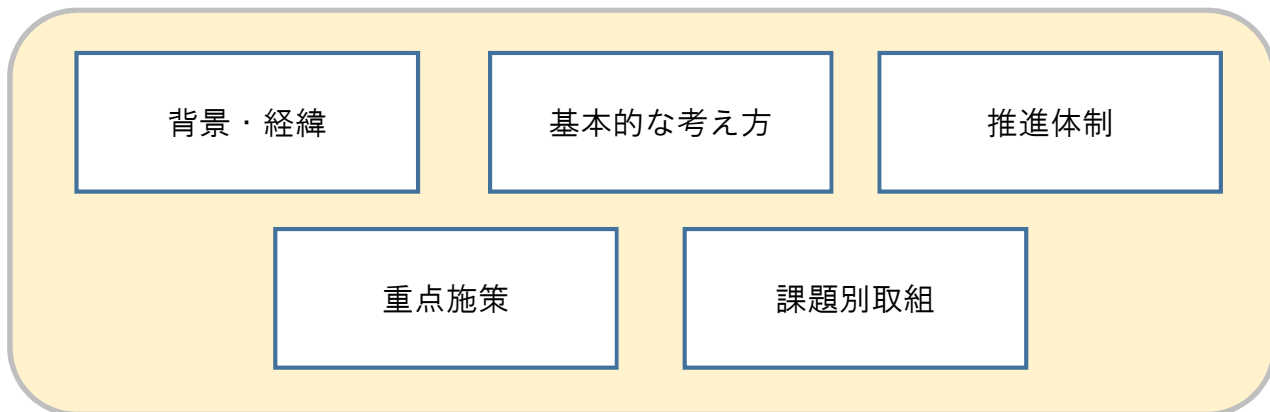 背景・経緯
基本的な考え方
推進体制
重点施策
課題別取組